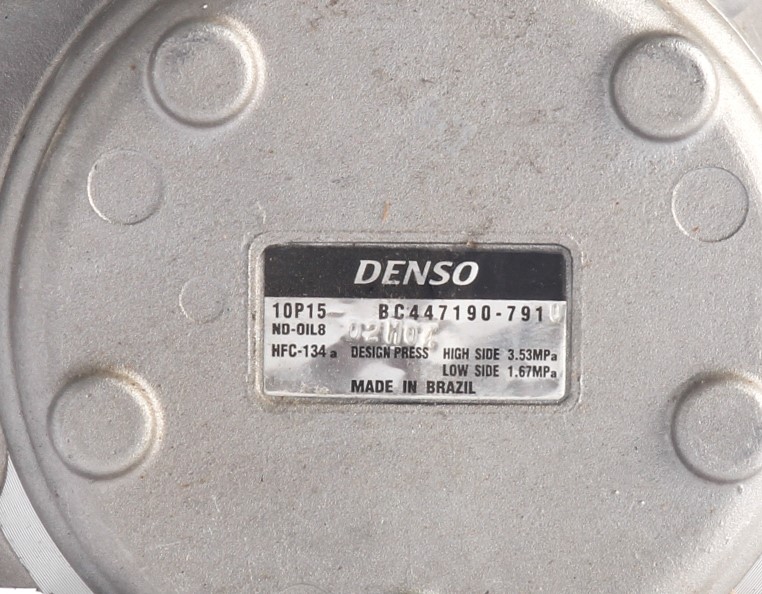 DENSO
10P15 BC447190-7910
ND-OIL8
HFC-134a DESIGN PRESS HIGH SIDE 3.53MPa
LOW SIDE 1.67MPa
MADE IN BRAZIL